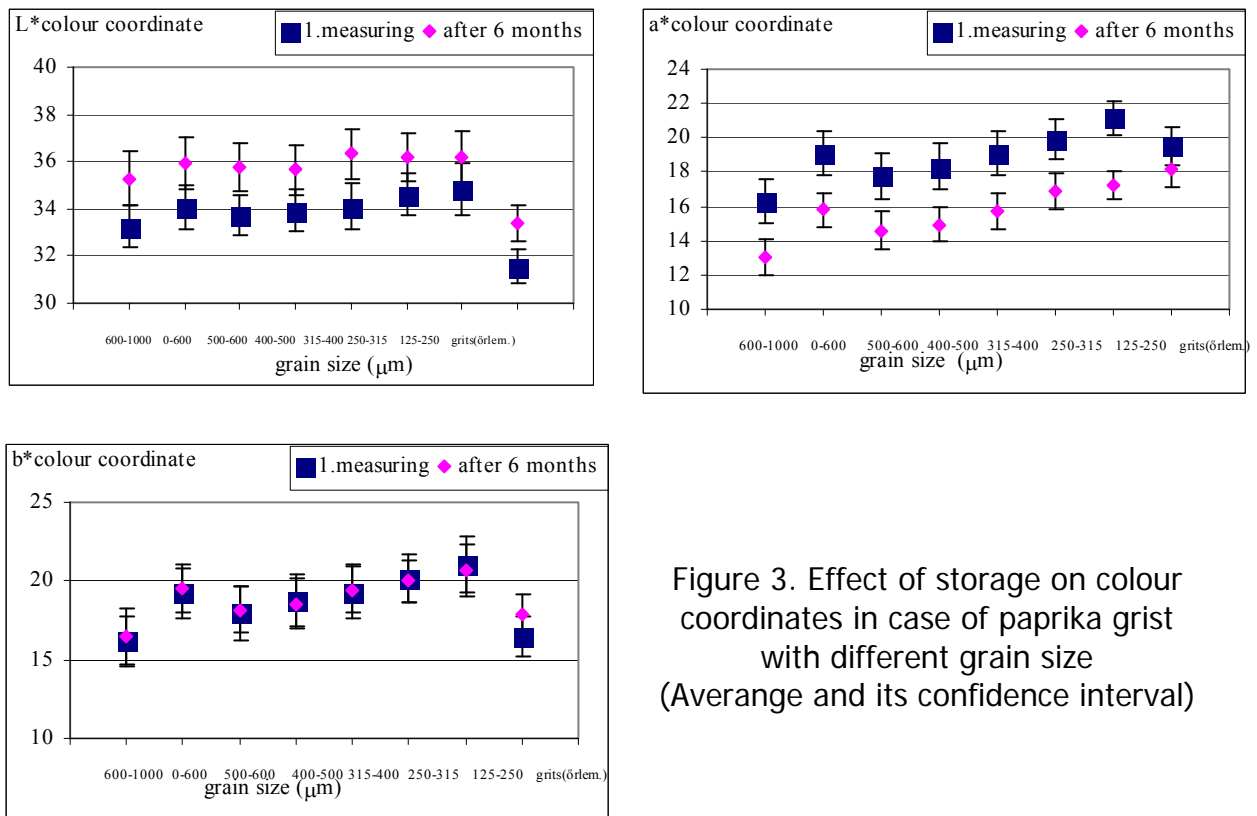 L*colour coordinate
1.measuring after 6 months
40
38
36
34
32
30
600-1000 0-600 500-600 400-500 315-400 250-315 125-250 grits(őrlem.)
grain size (μm)
a*colour coordinate
1.measuring after 6 months
24
22
20
18
16
14
12
10
600-1000 0-600 500-600 400-500 315-400 250-315 125-250 grits(őrlem.)
grain size (μm)
b*colour coordinate
1.measuring after 6 months
25
20
15
10
600-1000 0-600 500-600 400-500 315-400 250-315 125-250 grits(őrlem.)
grain size (μm)
Figure 3. Effect of storage on colour
coordinates in case of paprika grist
with different grain size
(Averange and its confidence interval)